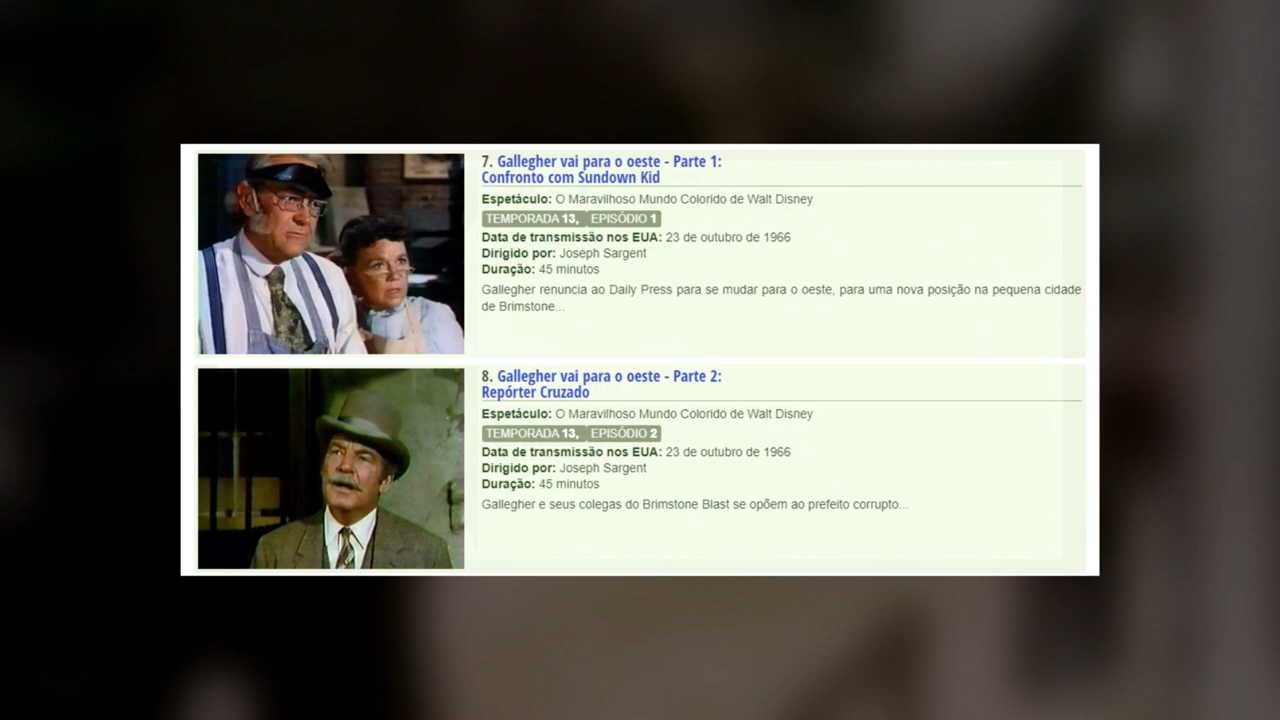 7. Gallegher vai para o oeste - Parte 1:
Confronto com Sundown Kid
Espetáculo: O Maravilhoso Mundo Colorido de Walt Disney
TEMPORADA 13, EPISÓDIO 1
Data de transmissão nos EUA: 23 de outubro de 1966
Dirigido por: Joseph Sargent
Duração: 45 minutos
Gallegher renuncia ao Daily Press para se mudar para o oeste, para uma nova posição na pequena cidade
de Brimstone...
8. Gallegher vai para o oeste - Parte 2:
Repórter Cruzado
Espetáculo: O Maravilhoso Mundo Colorido de Walt Disney
TEMPORADA 13, EPISÓDIO 2
Data de transmissão nos EUA: 23 de outubro de 1966
Dirigido por: Joseph Sargent
Duração: 45 minutos
Gallegher e seus colegas do Brimstone Blast se opõem ao prefeito corrupto...